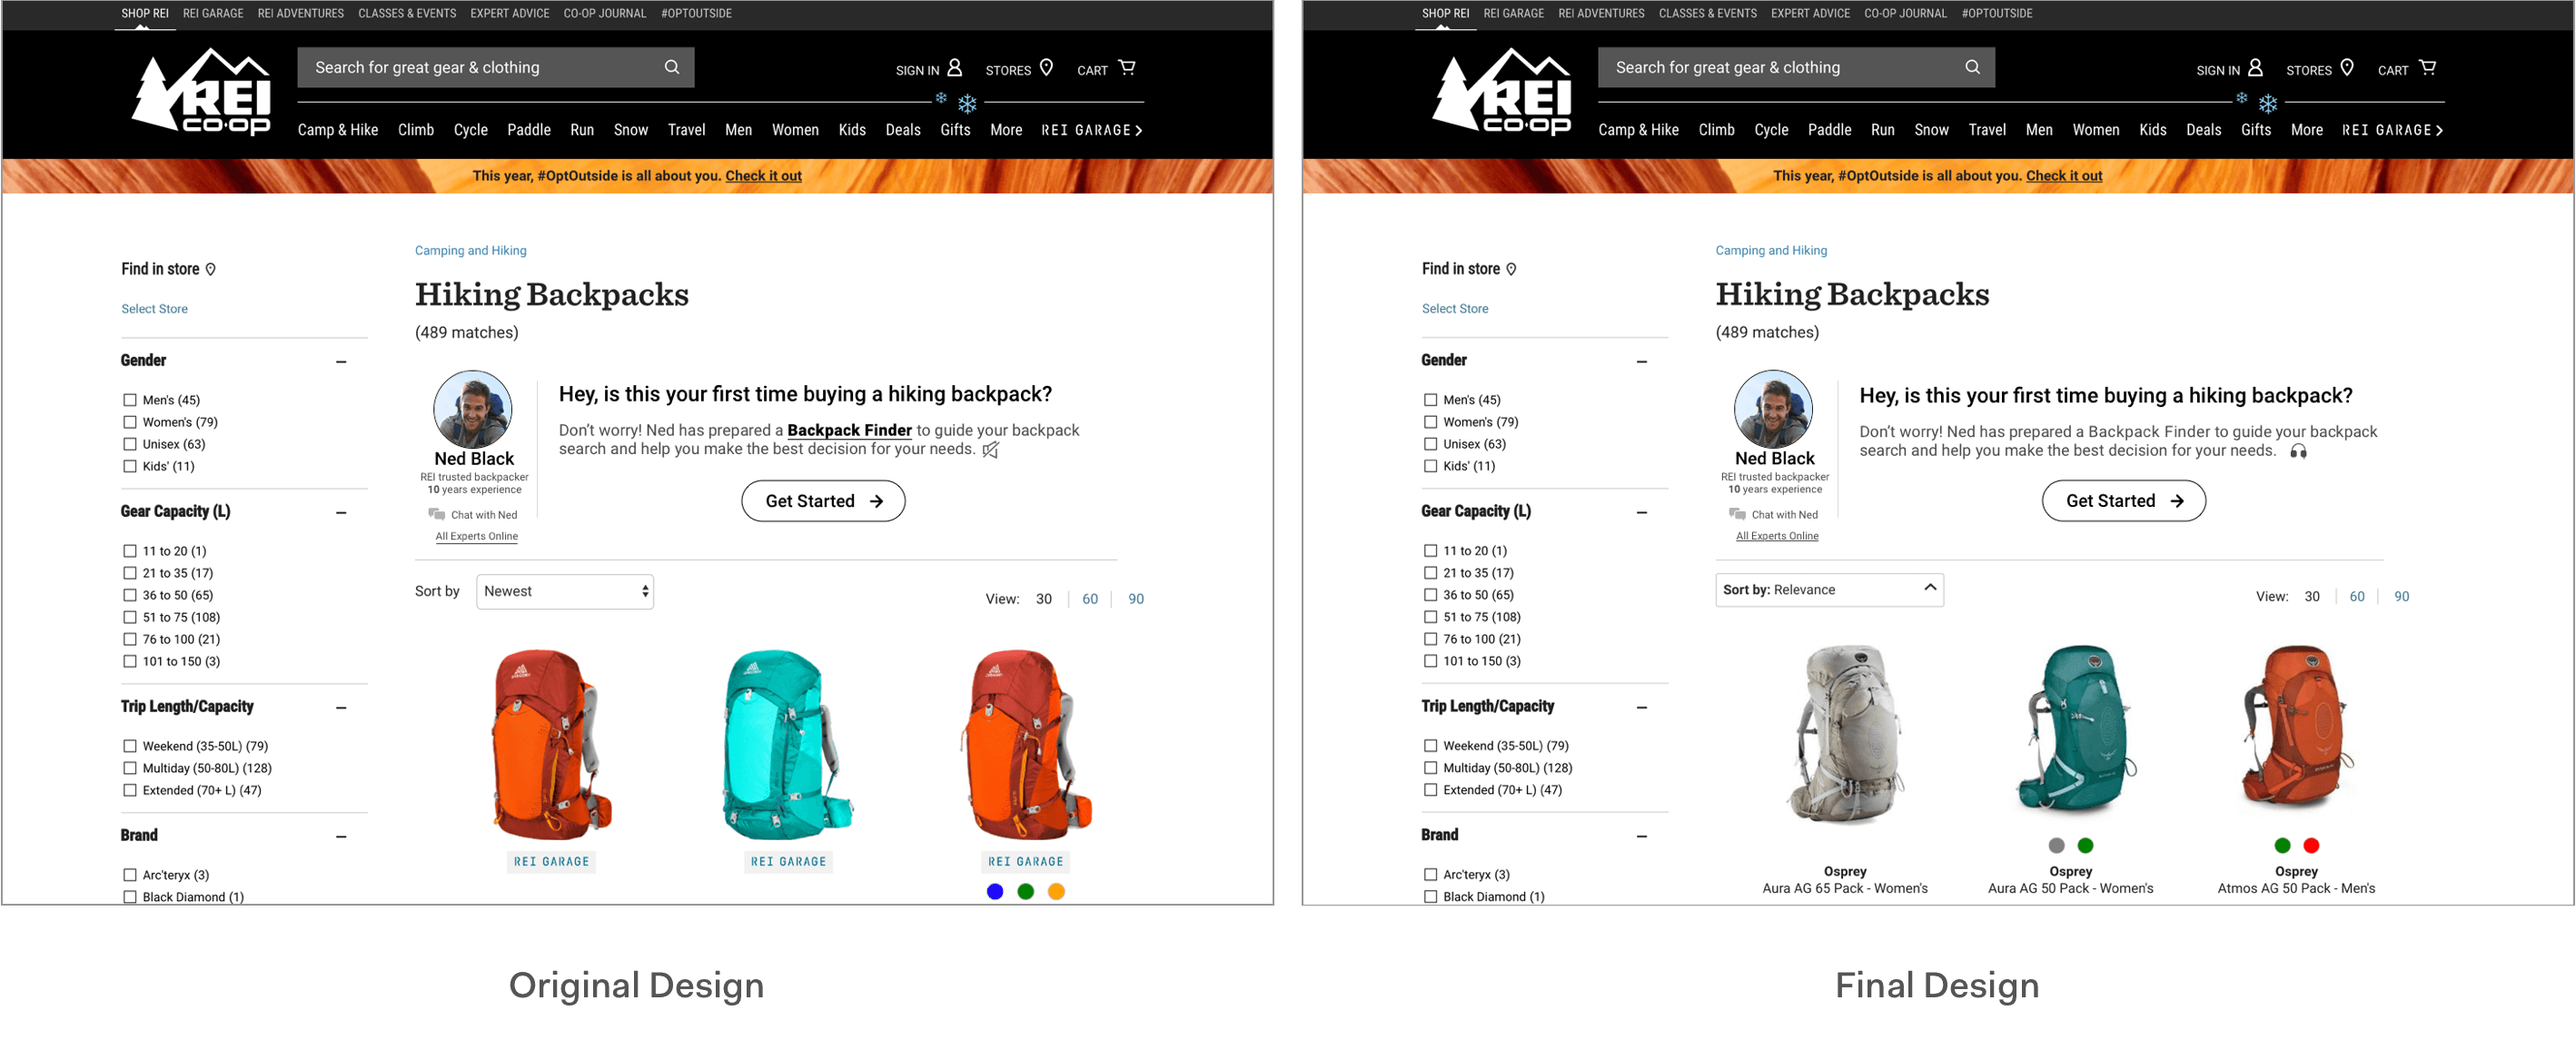 SHOP REI REI GARAGE REI ADVENTURES CLASSES & EVENTS EXPERT ADVICE CO-OP JOURNAL #OPTOUTSIDE
REI
CO·OP
Search for great gear & clothing
SIGN IN STORES CART
Camp & Hike Climb Cycle Paddle Run Snow Travel Men Women Kids Deals Gifts More REI GARAGE
This year, #OptOutside is all about you. Check it out
Find in store
Select Store
Gender
Men's (45)
Women's (79)
Unisex (63)
Kids' (11)
Gear Capacity (L)
11 to 20 (1)
21 to 35 (17)
36 to 50 (65)
51 to 75 (108)
76 to 100 (21)
101 to 150 (3)
Trip Length/Capacity
Weekend (35-50L) (79)
Multiday (50-80L) (128)
Extended (70+ L) (47)
Brand
Arc'teryx (3)
Black Diamond (1)
Camping and Hiking
Hiking Backpacks
(489 matches)
Ned Black
REI trusted backpacker
10 years experience
Chat with Ned
All Experts Online
Hey, is this your first time buying a hiking backpack?
Don't worry! Ned has prepared a Backpack Finder to guide your backpack
search and help you make the best decision for your needs.
Get Started
Sort by Newest
View: 30 60 90
REI GARAGE REI GARAGE REI GARAGE
Original Design
SHOP REI REI GARAGE REI ADVENTURES CLASSES & EVENTS EXPERT ADVICE CO-OP JOURNAL #OPTOUTSIDE
REI
CO·OP
Search for great gear & clothing
SIGN IN STORES CART
Camp & Hike Climb Cycle Paddle Run Snow Travel Men Women Kids Deals Gifts More REI GARAGE
This year, #OptOutside is all about you. Check it out
Find in store
Select Store
Gender
Men's (45)
Women's (79)
Unisex (63)
Kids' (11)
Gear Capacity (L)
11 to 20 (1)
21 to 35 (17)
36 to 50 (65)
51 to 75 (108)
76 to 100 (21)
101 to 150 (3)
Trip Length/Capacity
Weekend (35-50L) (79)
Multiday (50-80L) (128)
Extended (70+ L) (47)
Brand
Arc'teryx (3)
Black Diamond (1)
Camping and Hiking
Hiking Backpacks
(489 matches)
Ned Black
REI trusted backpacker
10 years experience
Chat with Ned
All Experts Online
Hey, is this your first time buying a hiking backpack?
Don't worry! Ned has prepared a Backpack Finder to guide your backpack
search and help you make the best decision for your needs.
Get Started
Sort by: Relevance
View: 30 60 90
Osprey
Aura AG 65 Pack - Women's
Osprey
Aura AG 50 Pack - Women's
Osprey
Atmos AG 50 Pack - Men's
Final Design